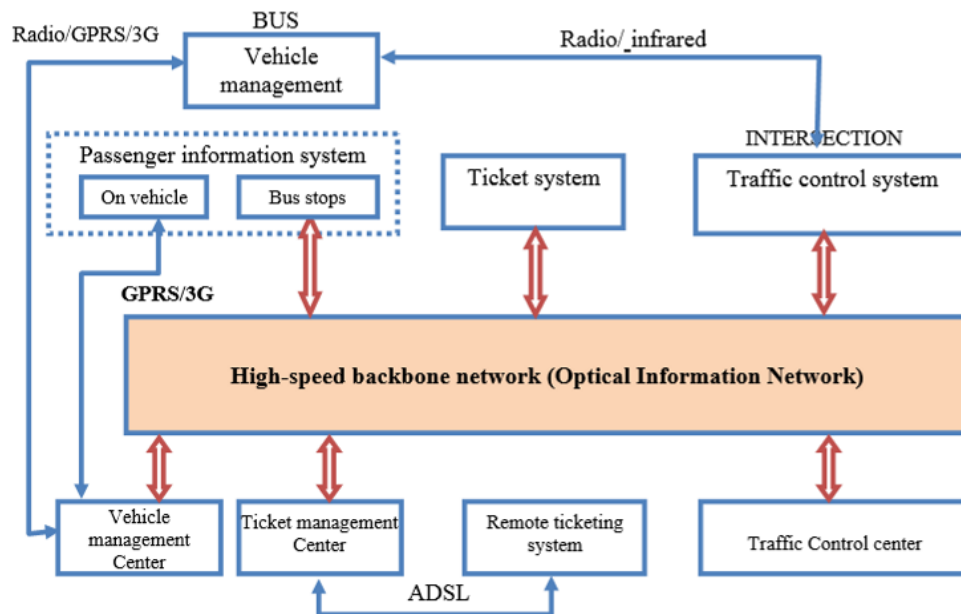 BUS
Radio/GPRS/3G
Vehicle
management
Radio/_infrared
INTERSECTION
Passenger information system
On vehicle
Bus stops
Ticket system
Traffic control system
GPRS/3G
High-speed backbone network (Optical Information Network)
Vehicle
management
Center
Ticket management
Center
Remote ticketing
system
Traffic Control center
ADSL